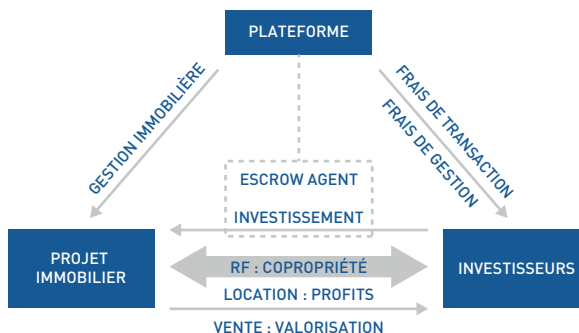 PLATEFORME
GESTION IMMOBILIÈRE
FRAIS DE TRANSACTION
FRAIS DE GESTION
ESCROW AGENT
INVESTISSEMENT
PROJET
IMMOBILIER
RF : COPROPRIÉTÉ
INVESTISSEURS
LOCATION : PROFITS
VENTE : VALORISATION